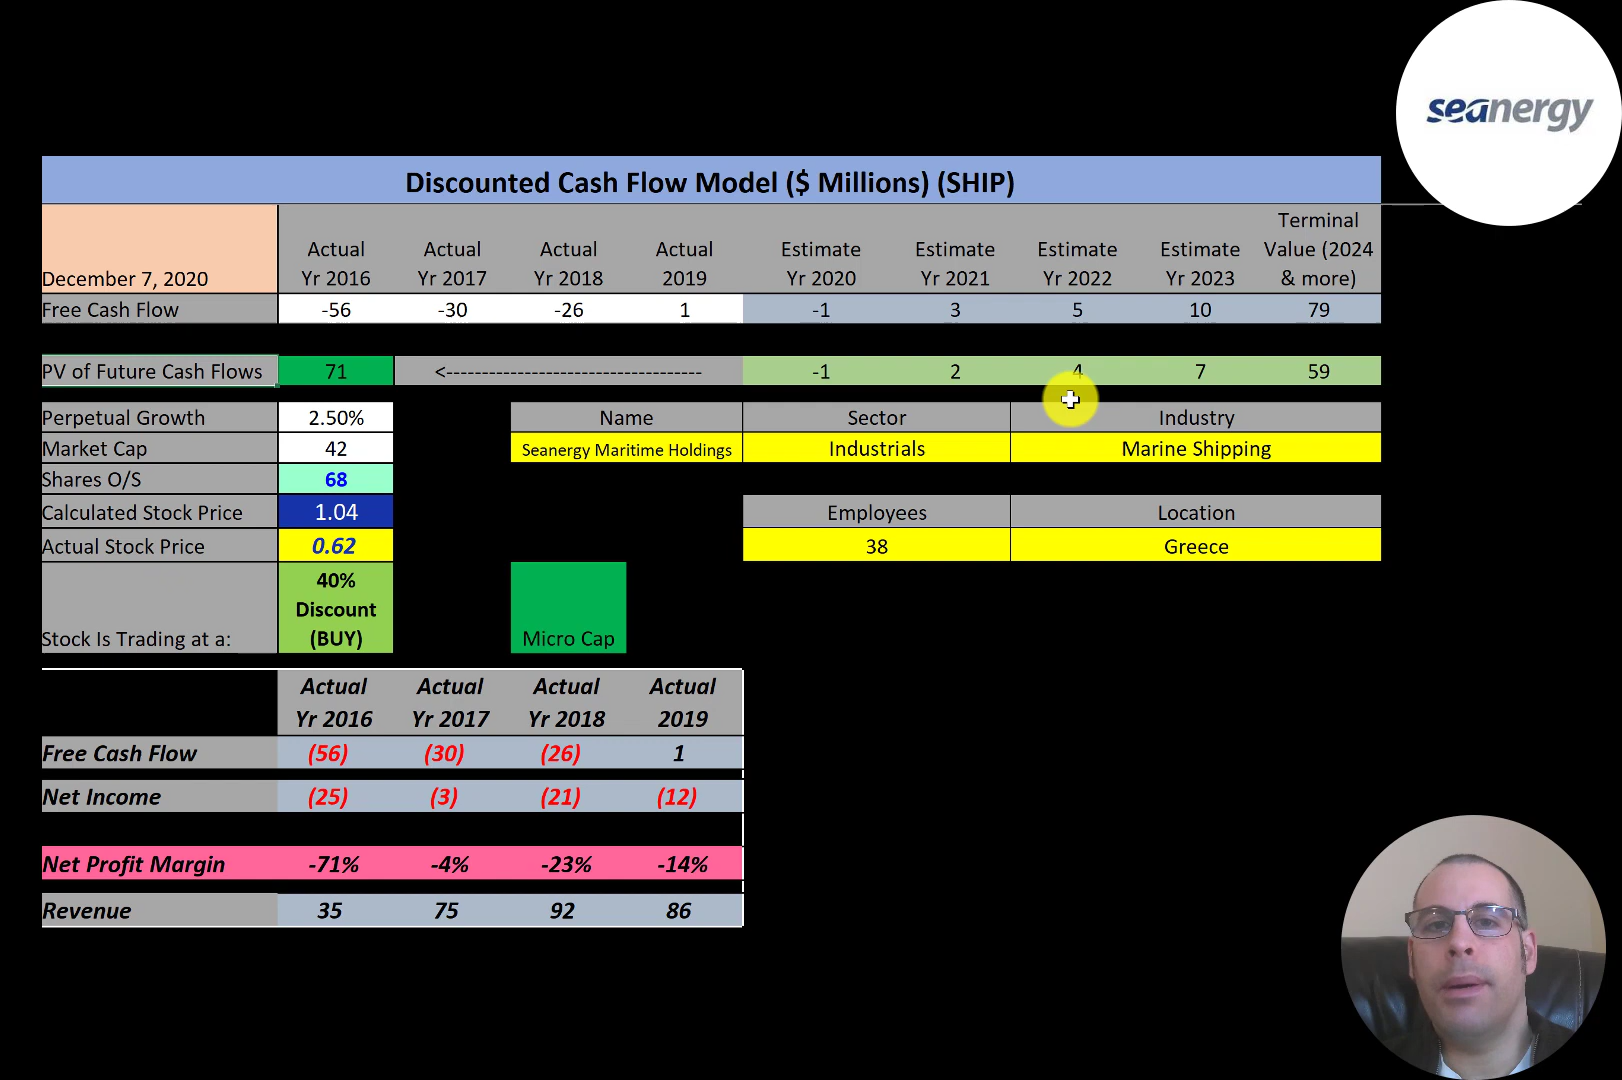 seanergy
Discounted Cash Flow Model ($ Millions) (SHIP)
December 7, 2020
Actual Yr 2016
Actual Yr 2017
Actual Yr 2018
Actual 2019
Estimate Yr 2020
Estimate Yr 2021
Estimate Yr 2022
Estimate Yr 2023
Terminal Value (2024 & more)
Free Cash Flow -56 -30 -26 1 -1 3 5 10 79
PV of Future Cash Flows 71 <----------------------------------- -1 2 4 7 59
Perpetual Growth 2.50% Name Sector Industry
Market Cap 42 Seanergy Maritime Holdings Industrials Marine Shipping
Shares O/S 68
Calculated Stock Price 1.04 Employees Location
Actual Stock Price 0.62 38 Greece
Stock Is Trading at a: 40% Discount (BUY) Micro Cap
Actual Yr 2016
Actual Yr 2017
Actual Yr 2018
Actual 2019
Free Cash Flow (56) (30) (26) 1
Net Income (25) (3) (21) (12)
Net Profit Margin -71% -4% -23% -14%
Revenue 35 75 92 86